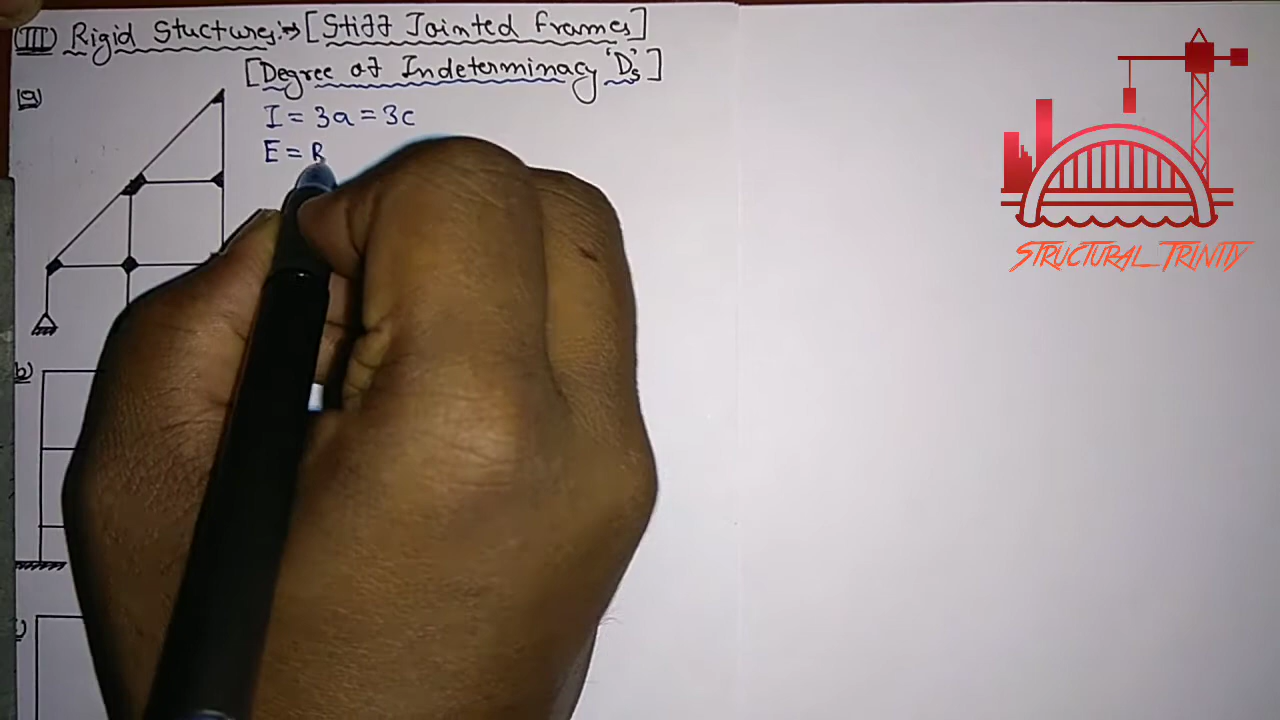 (III) Rigid Stuctures:→ [Stiff Jointed Frames]
[Degree of Indeterminacy 'Ds']
(a)
I = 3a = 3c
E = R
b)
c)
STRUCTURAL_TRINITY